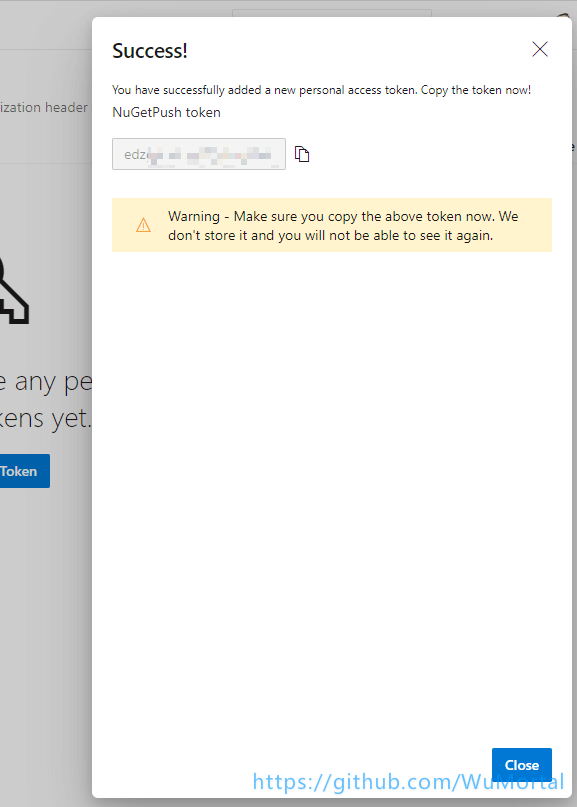 Success!
You have successfully added a new personal access token. Copy the token now!
ization header
NuGetPush token
Warning - Make sure you copy the above token now. We
don't store it and you will not be able to see it again.
e any pe
kens yet.
Token
Close
https://github.com/WuMortal